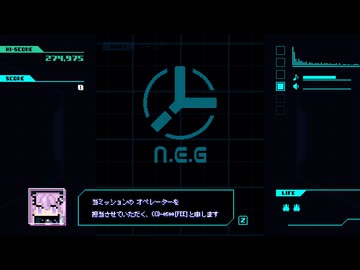 HI-SCORE
274,975
SCORE
0
N.E.G
当ミッションの オペレーターを
担当させていただく、
と申します
Z
LIFE